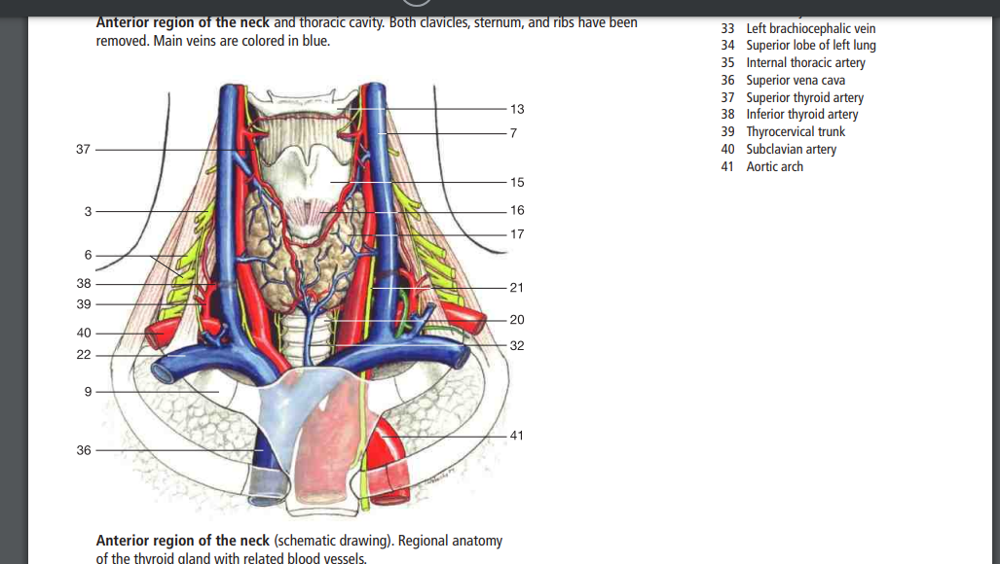 Anterior region of the neck and thoracic cavity. Both clavicles, sternum, and ribs have been
removed. Main veins are colored in blue.
33 Left brachiocephalic vein
34 Superior lobe of left lung
35 Internal thoracic artery
36 Superior vena cava
37 Superior thyroid artery
38 Inferior thyroid artery
39 Thyrocervical trunk
40 Subclavian artery
41 Aortic arch
37
3
6
38
39
40
22
9
36
13
7
15
16
17
21
20
32
41
Anterior region of the neck (schematic drawing). Regional anatomy
of the thyroid gland with related blood vessels.